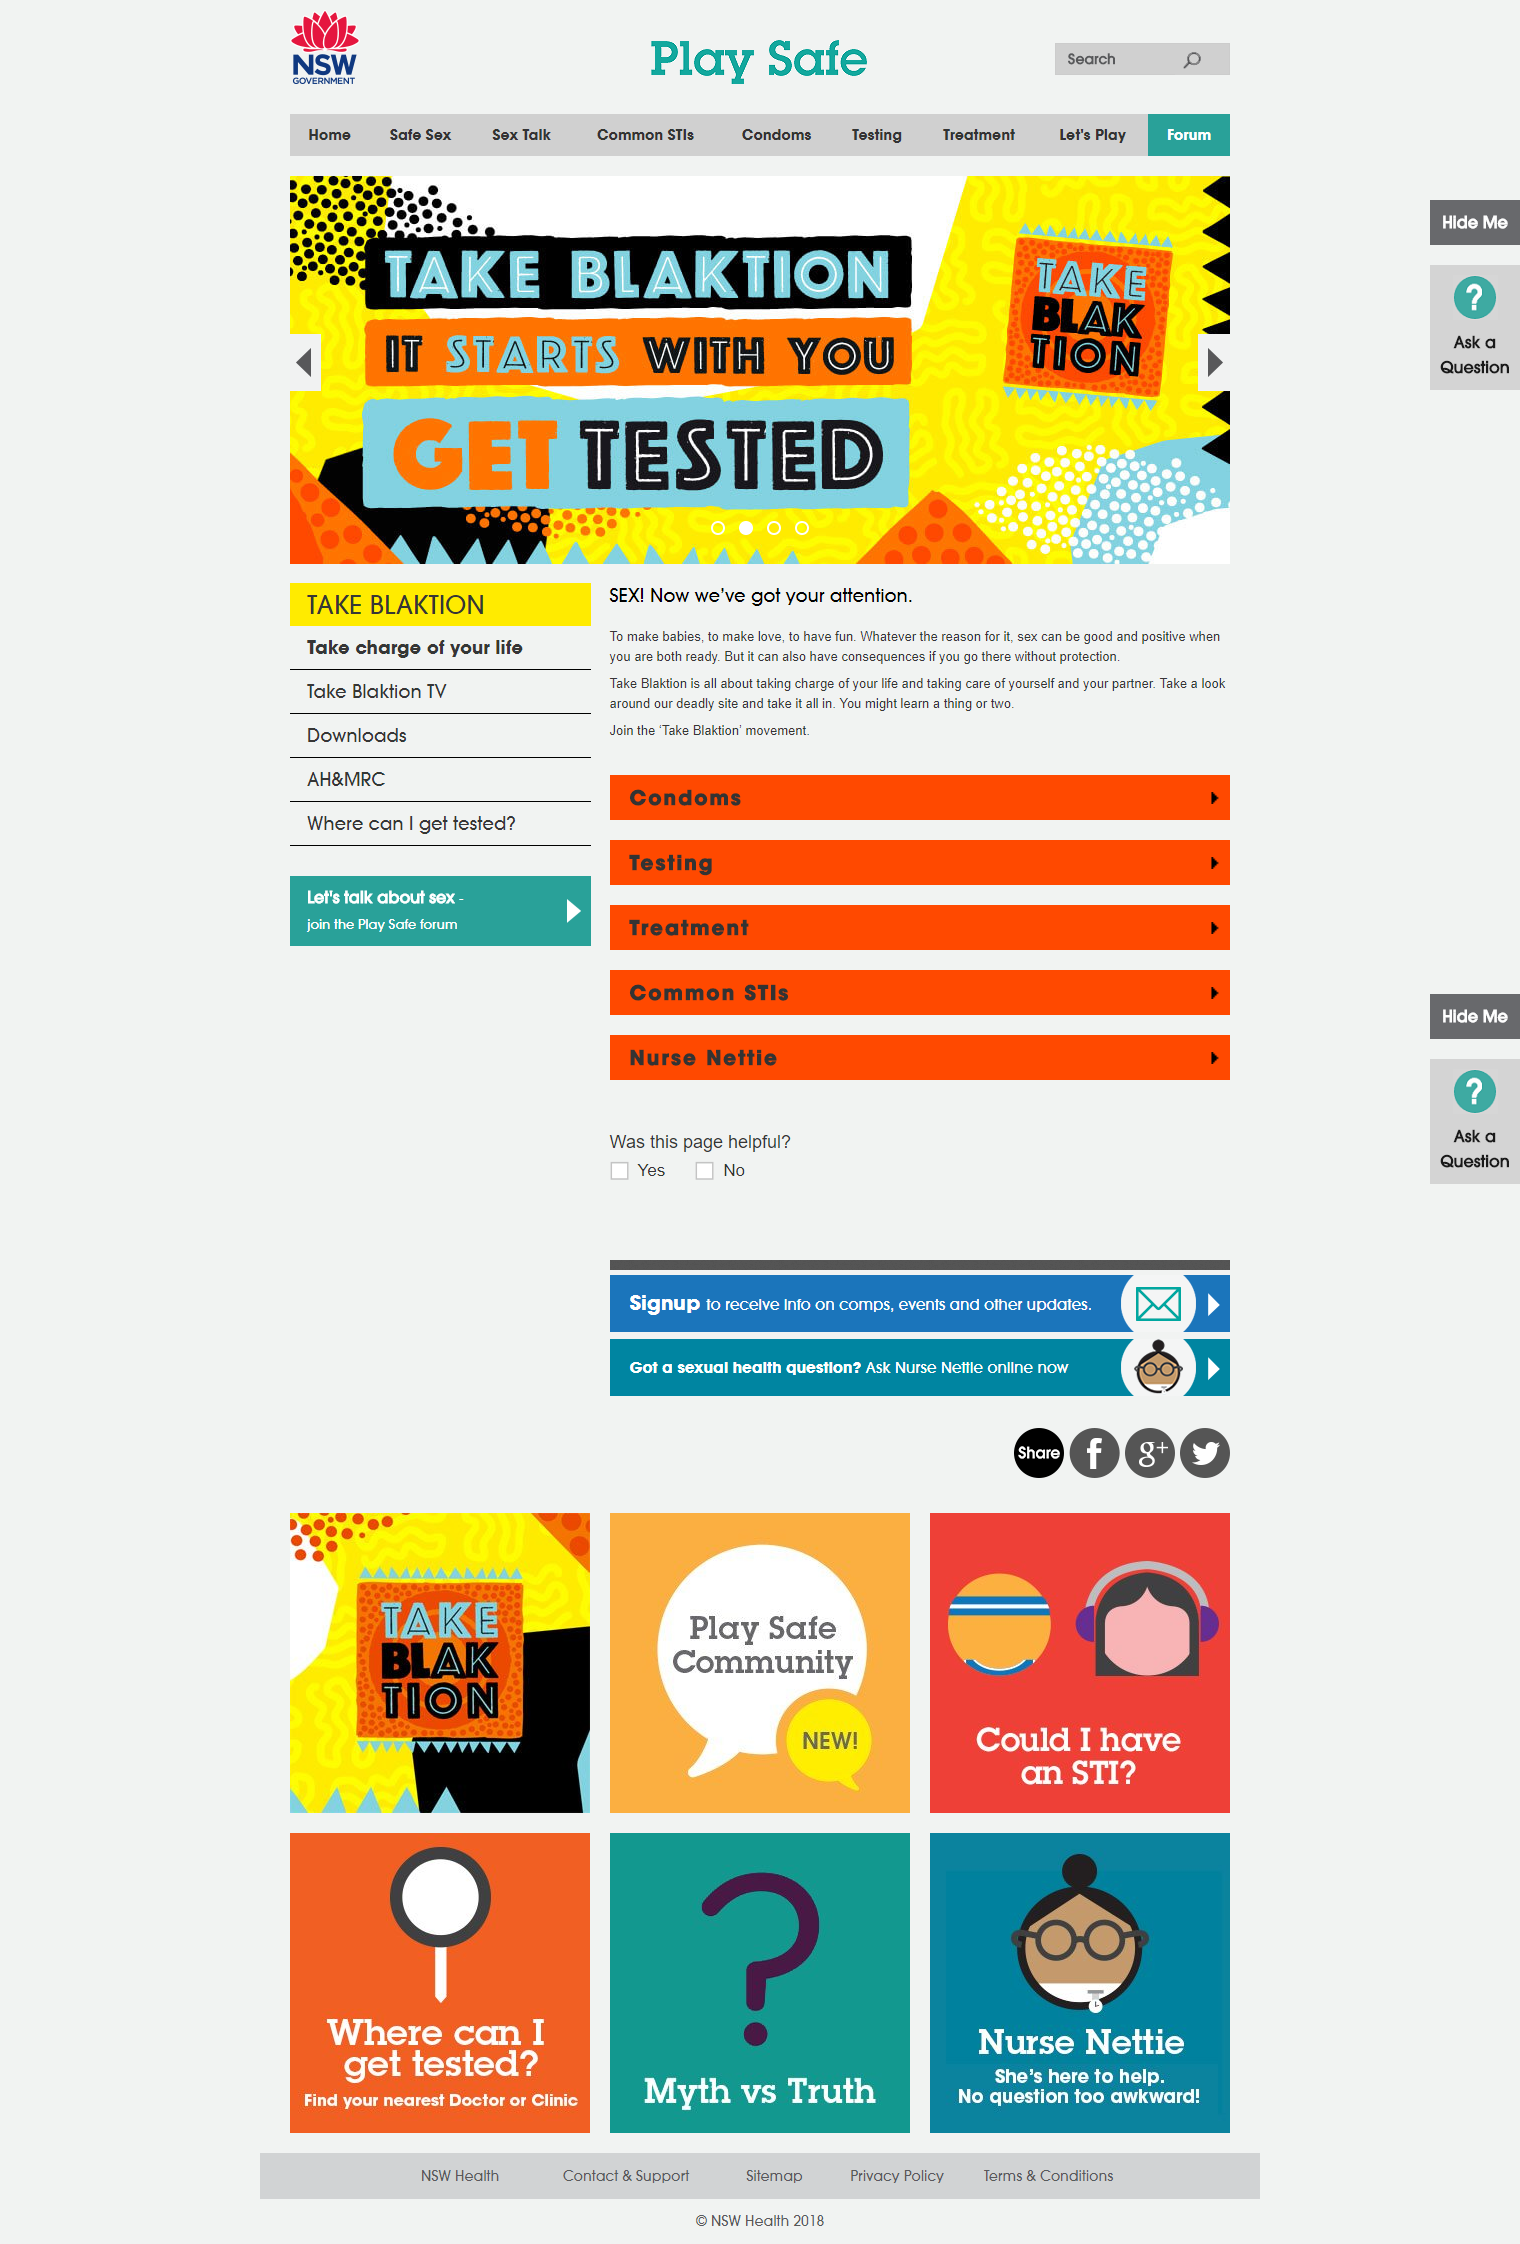 NSW
GOVERNMENT
Play Safe
Search
Home Safe Sex Sex Talk Common STIs Condoms Testing Treatment Let's Play Forum
TAKE BLAKTION
IT STARTS WITH YOU
GET TESTED
TAKE
BLAK
TION
Hide Me
?
Ask a
Question
TAKE BLAKTION
Take charge of your life
Take Blaktion TV
Downloads
AH&MRC
Where can I get tested?
Let's talk about sex -
join the Play Safe forum
SEX! Now we've got your attention.
To make babies, to make love, to have fun. Whatever the reason for it, sex can be good and positive when
you are both ready. But it can also have consequences if you go there without protection.
Take Blaktion is all about taking charge of your life and taking care of yourself and your partner. Take a look
around our deadly site and take it all in. You might learn a thing or two.
Join the ‘Take Blaktion’ movement.
Condoms
Testing
Treatment
Common STIs
Nurse Nettie
Hide Me
?
Ask a
Question
Was this page helpful?
Yes No
Signup to receive info on comps, events and other updates.
Got a sexual health question? Ask Nurse Nettie online now
Share f g+
TAKE
BLAK
TION
Play Safe
Community
NEW!
Could I have
an STI?
Where can I
get tested?
Find your nearest Doctor or Clinic
?
Myth vs Truth
Nurse Nettie
She's here to help.
No question too awkward!
NSW Health Contact & Support Sitemap Privacy Policy Terms & Conditions
© NSW Health 2018